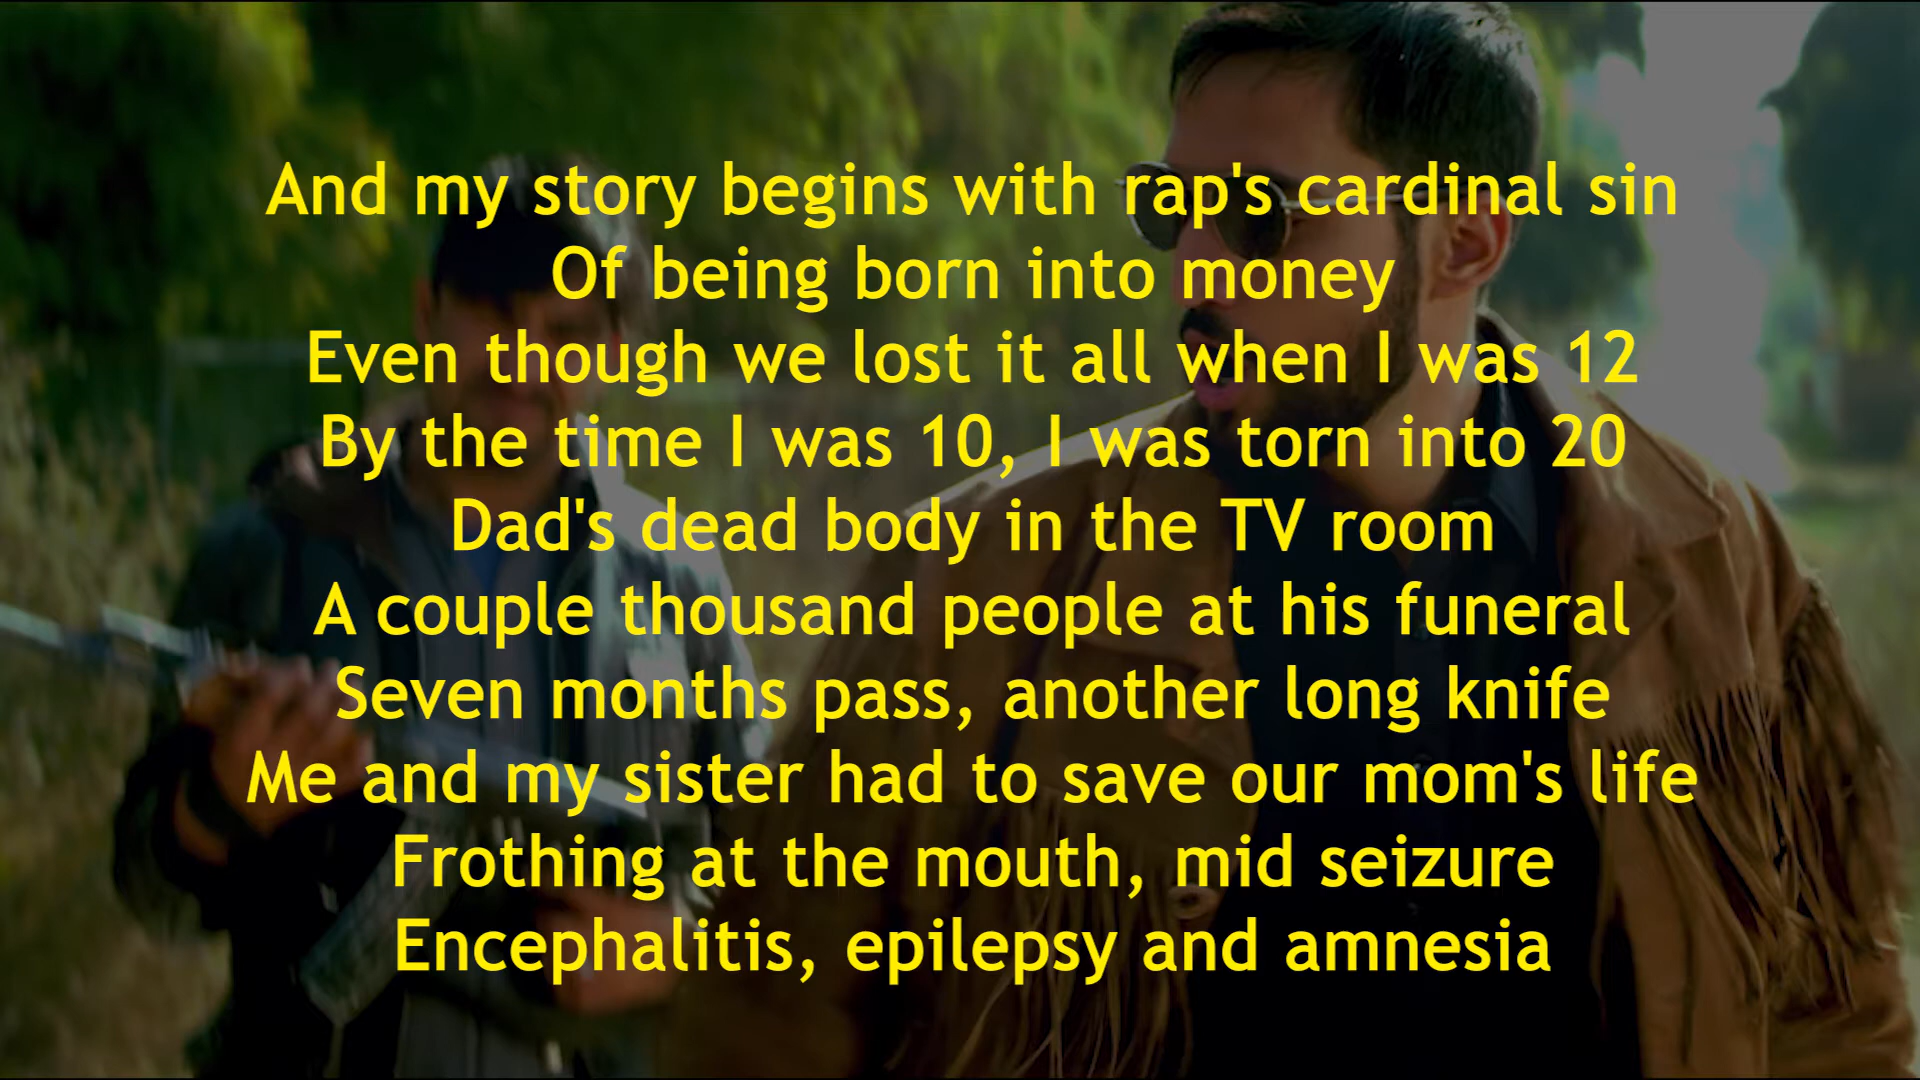 And my story begins with rap's cardinal sin
Of being born into money
Even though we lost it all when I was 12
By the time I was 10, I was torn into 20
Dad's dead body in the TV room
A couple thousand people at his funeral
Seven months pass, another long knife
Me and my sister had to save our mom's life
Frothing at the mouth, mid seizure
Encephalitis, epilepsy and amnesia